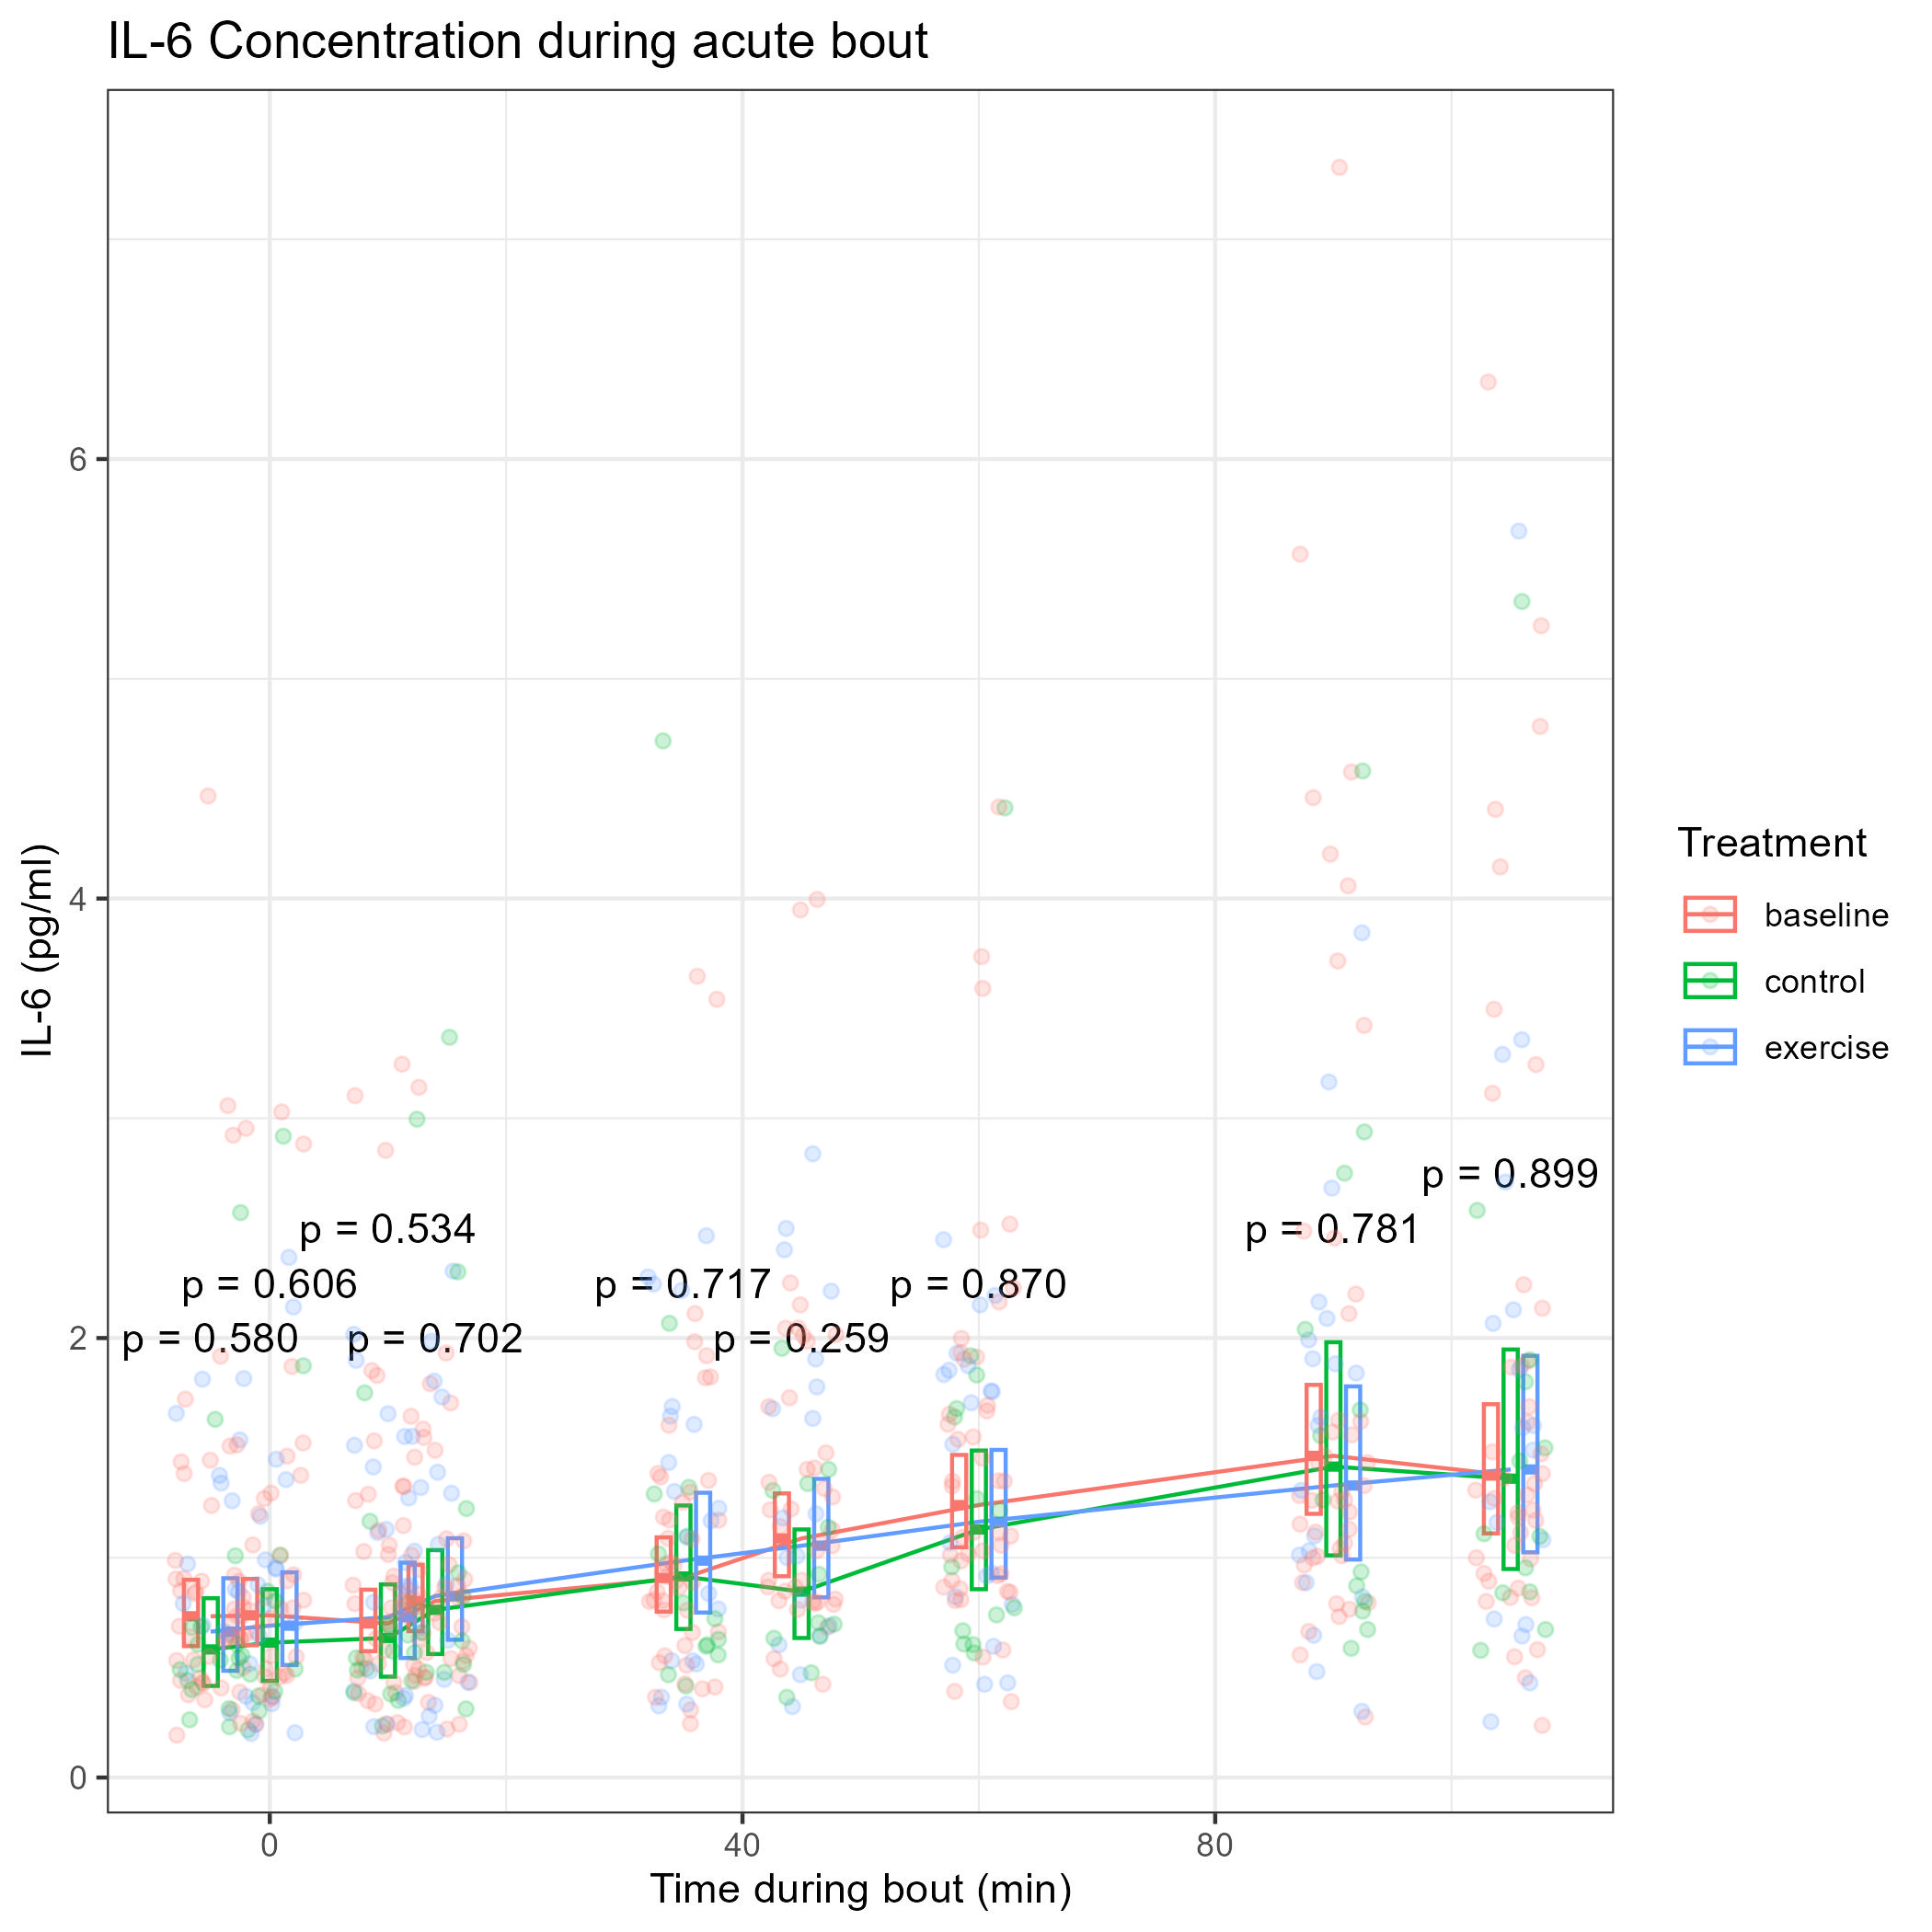 IL-6 Concentration during acute bout
IL-6 (pg/ml)
6
4
2
0
p = 0.899
p = 0.534
p = 0.781
p = 0.606
p = 0.717
p = 0.870
p = 0.580
p = 0.702
p = 0.259
0
40
80
Time during bout (min)
Treatment
baseline
control
exercise